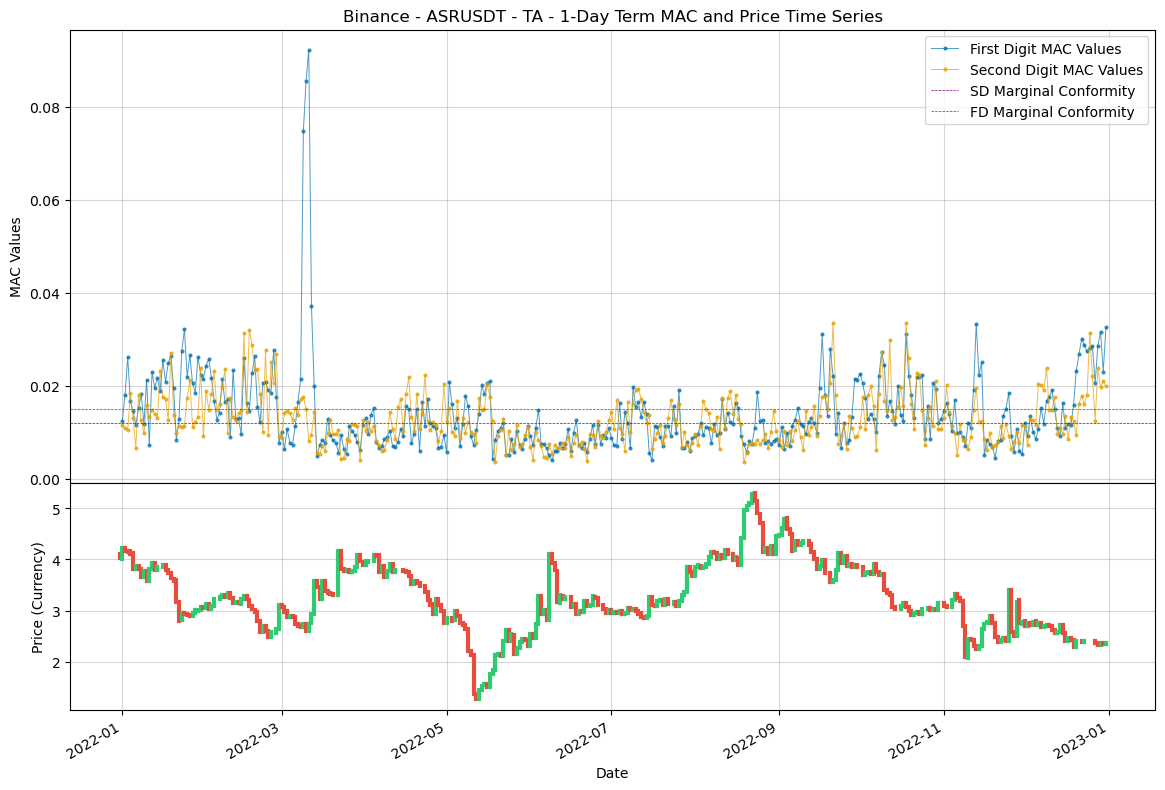 Binance - ASRUSDT - TA - 1-Day Term MAC and Price Time Series
First Digit MAC Values
Second Digit MAC Values
SD Marginal Conformity
FD Marginal Conformity
MAC Values
0.08
0.06
0.04
0.02
0.00
Price (Currency)
5
4
3
2
2022-01
2022-03
2022-05
2022-07
2022-09
2022-11
2023-01
Date